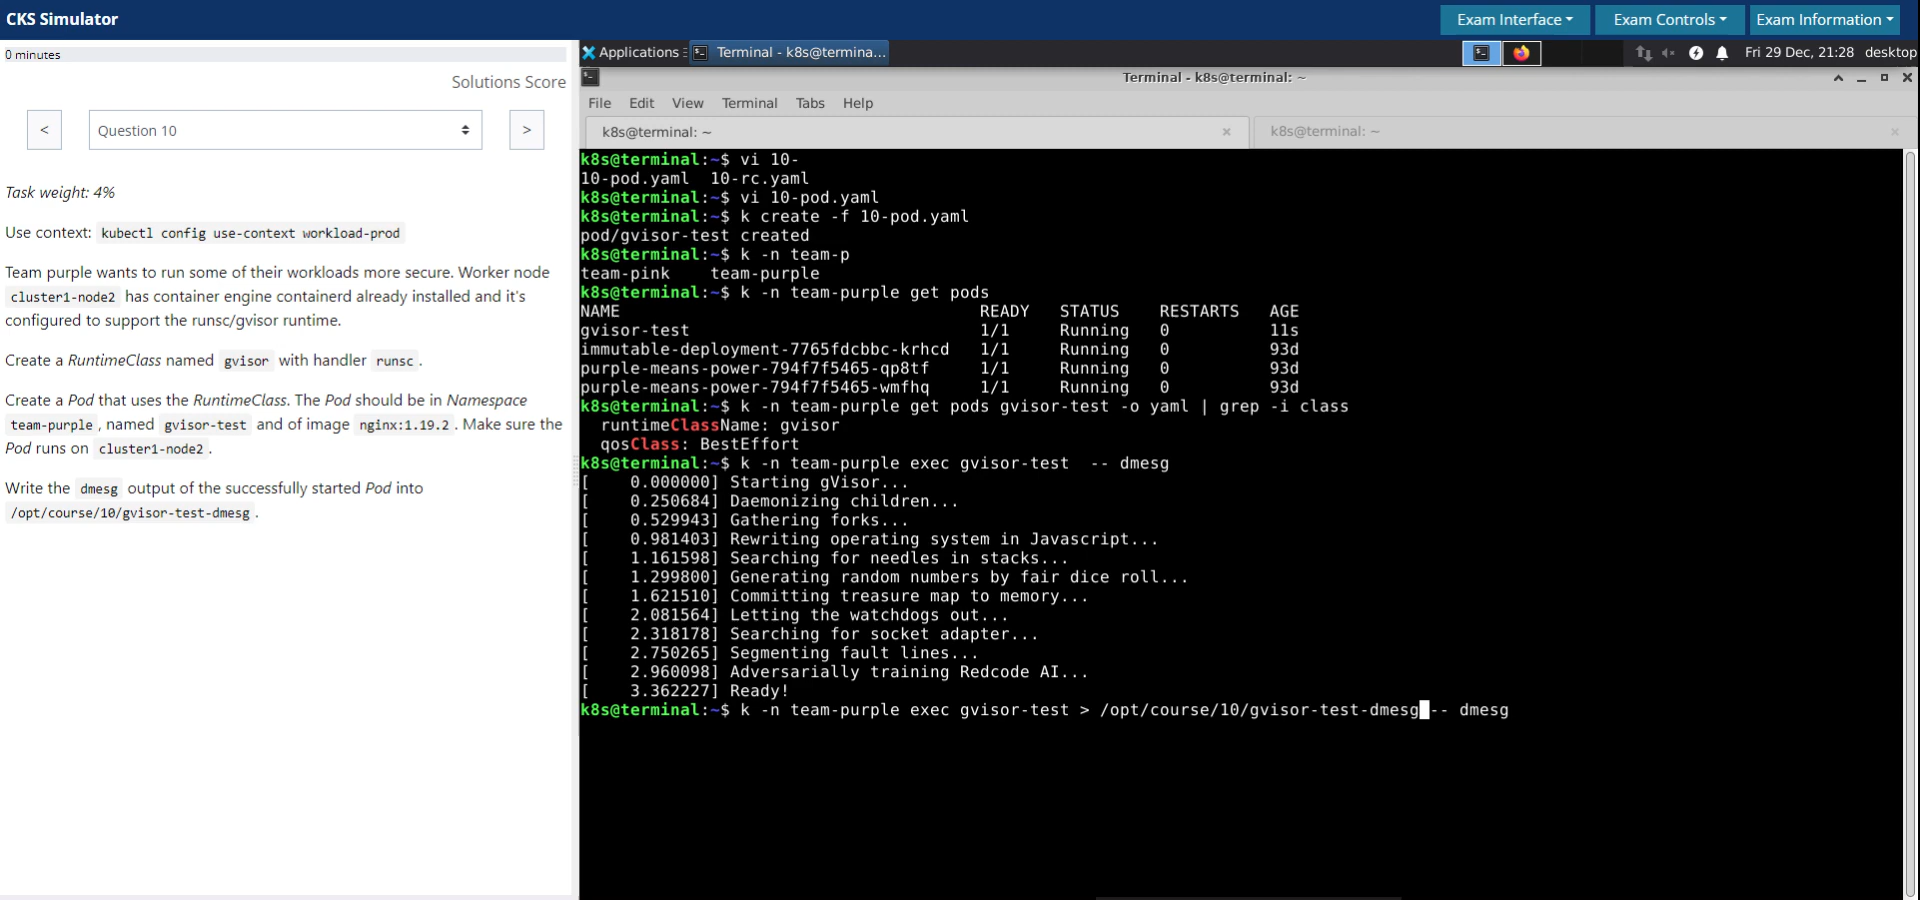 CKS Simulator
Exam Interface
Exam Controls
Exam Information
0 minutes
Solutions Score
<
Question 10
>
Task weight: 4%
Use context: kubectl config use-context workload-prod
Team purple wants to run some of their workloads more secure. Worker node
cluster1-node2 has container engine containerd already installed and it's
configured to support the runsc/gvisor runtime.
Create a RuntimeClass named gvisor with handler runsc .
Create a Pod that uses the RuntimeClass. The Pod should be in Namespace
team-purple , named gvisor-test and of image nginx:1.19.2 . Make sure the
Pod runs on cluster1-node2 .
Write the dmesg output of the successfully started Pod into
/opt/course/10/gvisor-test-dmesg .
Applications
Terminal - k8s@termina...
Fri 29 Dec, 21:28
desktop
Terminal - k8s@terminal: ~
File Edit View Terminal Tabs Help
k8s@terminal: ~
k8s@terminal: ~
k8s@terminal:~$ vi 10-
10-pod.yaml 10-rc.yaml
k8s@terminal:~$ vi 10-pod.yaml
k8s@terminal:~$ k create -f 10-pod.yaml
pod/gvisor-test created
k8s@terminal:~$ k -n team-p
team-pink team-purple
k8s@terminal:~$ k -n team-purple get pods
NAME READY STATUS RESTARTS AGE
gvisor-test 1/1 Running 0 11s
immutable-deployment-7765fdcbbc-krhcd 1/1 Running 0 93d
purple-means-power-794f7f5465-qp8tf 1/1 Running 0 93d
purple-means-power-794f7f5465-wmfhq 1/1 Running 0 93d
k8s@terminal:~$ k -n team-purple get pods gvisor-test -o yaml | grep -i class
runtimeClassName: gvisor
qosClass: BestEffort
k8s@terminal:~$ k -n team-purple exec gvisor-test -- dmesg
[ 0.000000] Starting gVisor...
[ 0.250684] Daemonizing children...
[ 0.529943] Gathering forks...
[ 0.981403] Rewriting operating system in Javascript...
[ 1.161598] Searching for needles in stacks...
[ 1.299800] Generating random numbers by fair dice roll...
[ 1.621510] Committing treasure map to memory...
[ 2.081564] Letting the watchdogs out...
[ 2.318178] Searching for socket adapter...
[ 2.750265] Segmenting fault lines...
[ 2.960098] Adversarially training Redcode AI...
[ 3.362227] Ready!
k8s@terminal:~$ k -n team-purple exec gvisor-test > /opt/course/10/gvisor-test-dmesg -- dmesg